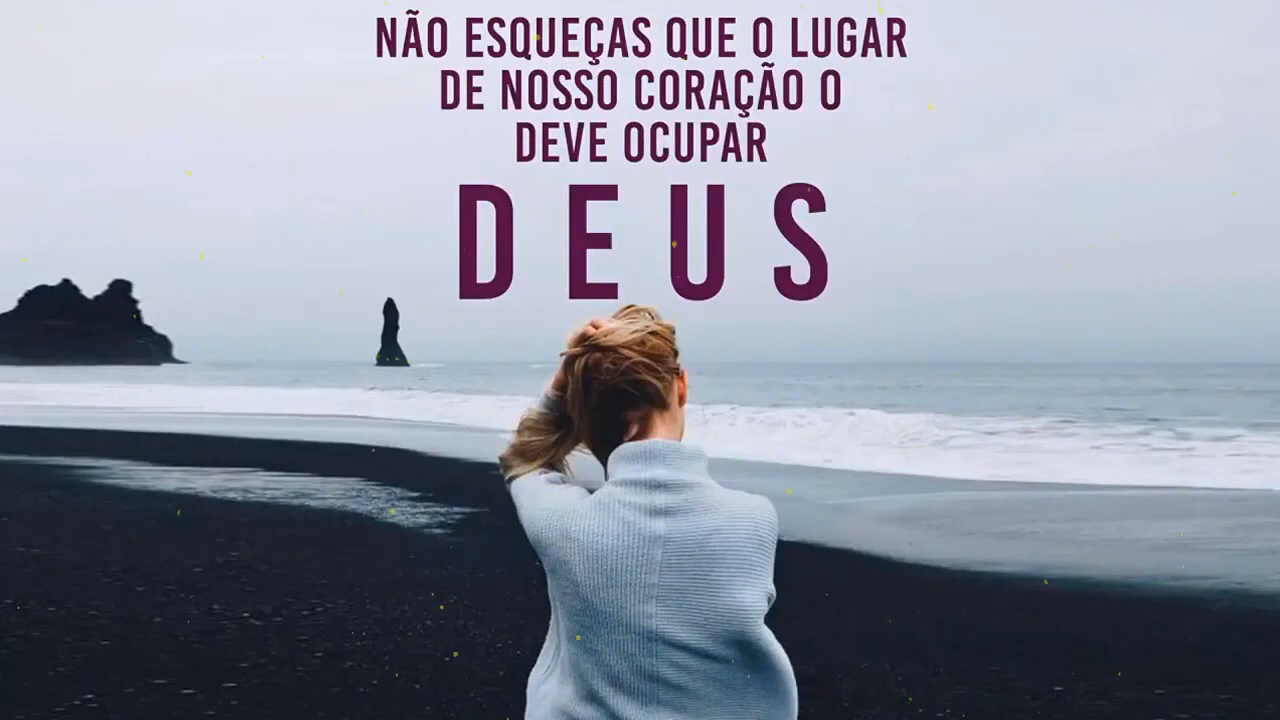 NÃO ESQUEÇAS QUE O LUGAR
DE NOSSO CORAÇÃO O
DEVE OCUPAR
DEUS